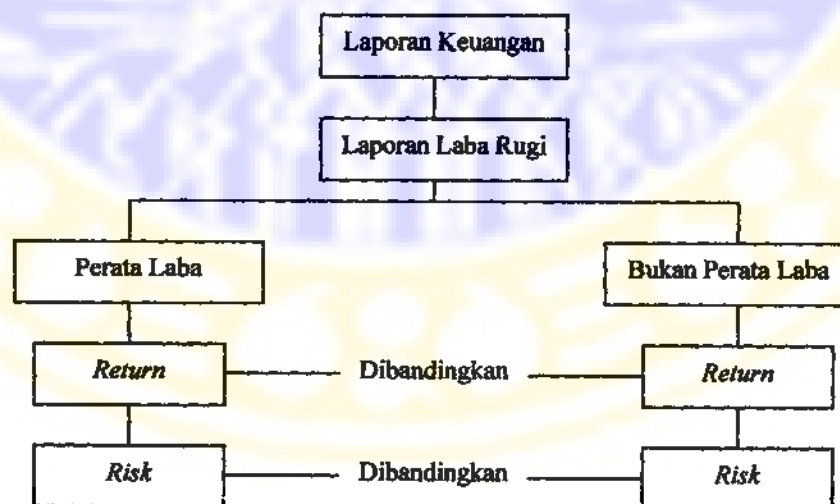 Laporan Keuangan
Laporan Laba Rugi
Perata Laba
Bukan Perata Laba
Return
Dibandingkan
Return
Risk
Dibandingkan
Risk